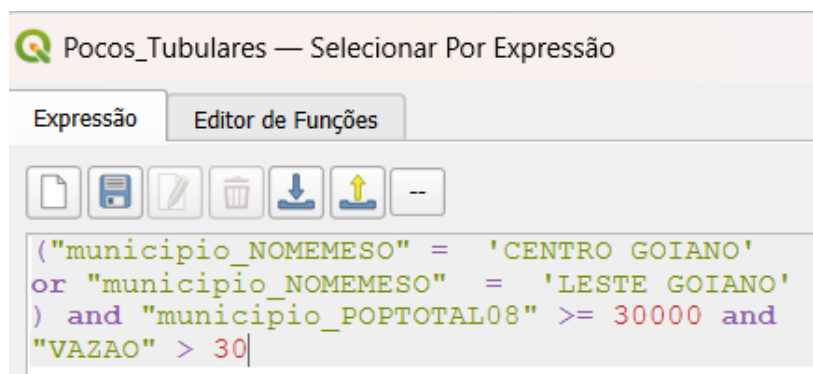 Pocos_Tubulares — Selecionar Por Expressão
Expressão Editor de Funções
--
("municipio_NOMEMESO" = 'CENTRO GOIANO'
or "municipio_NOMEMESO" = 'LESTE GOIANO'
) and "municipio_POPTOTAL08" >= 30000 and
"VAZAO" > 30